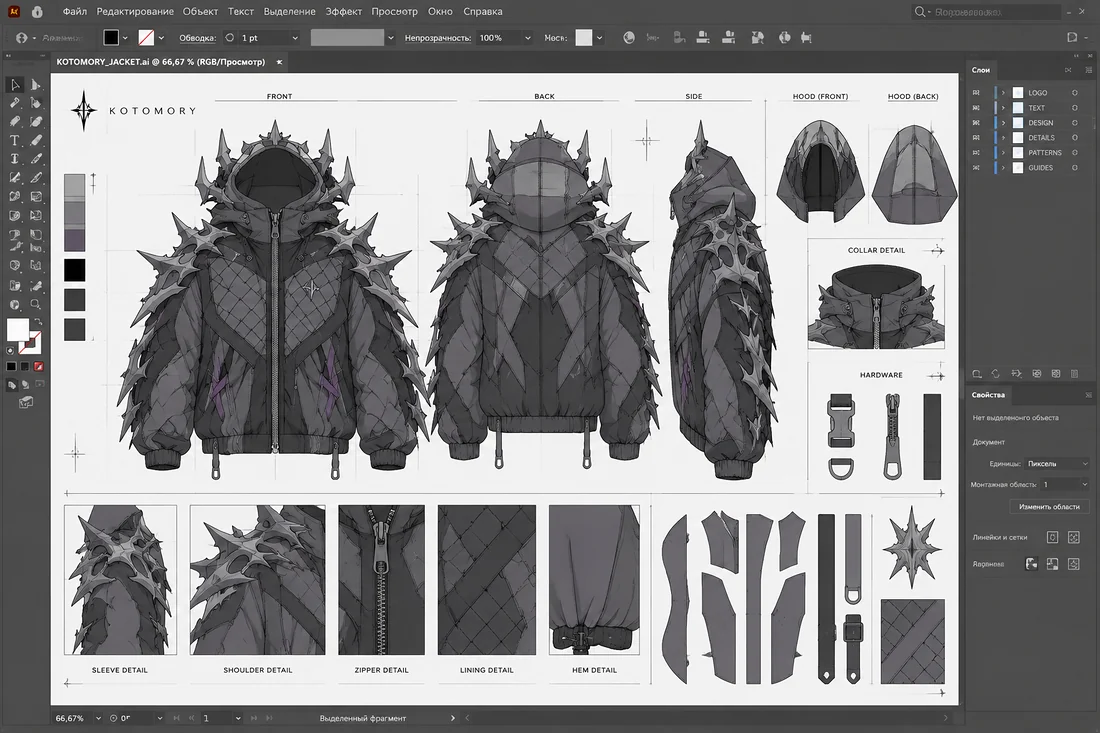 Файл Редактирование Объект Текст Выделение Эффект Просмотр Окно Справка
Обводка: 1 pt Непрозрачность: 100%
KOTOMORY_JACKET.ai @ 66,67 % (RGB/Просмотр)
Слои
LOGO
TEXT
DESIGN
DETAILS
PATTERNS
GUIDES
KOTOMORY
FRONT
BACK
SIDE
HOOD (FRONT)
HOOD (BACK)
COLLAR DETAIL
HARDWARE
SLEEVE DETAIL
SHOULDER DETAIL
ZIPPER DETAIL
LINING DETAIL
HEM DETAIL
Свойства
Нет выделенного объекта
Документ
Единицы: Пиксель
Монтажная область: 1
Изменить области
Линейки и сетки
66,67%
1
Выделенный фрагмент